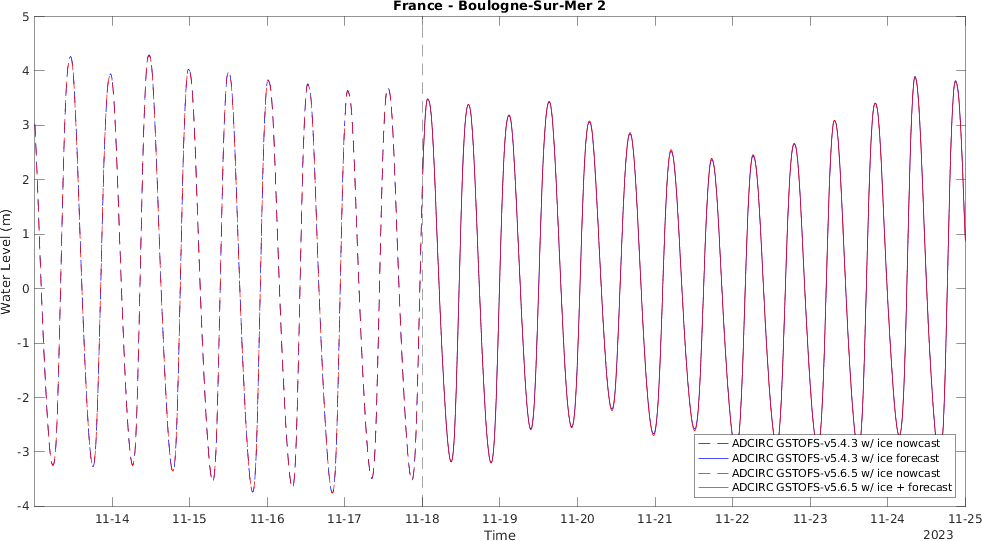 France - Boulogne-Sur-Mer 2
Water Level (m)
5
4
3
2
1
0
-1
-2
-3
-4
ADCIRC GSTOFS-v5.4.3 w/ ice nowcast
ADCIRC GSTOFS-v5.4.3 w/ ice forecast
ADCIRC GSTOFS-v5.6.5 w/ ice nowcast
ADCIRC GSTOFS-v5.6.5 w/ ice + forecast
11-14 11-15 11-16 11-17 11-18 11-19 11-20 11-21 11-22 11-23 11-24 11-25
Time
2023